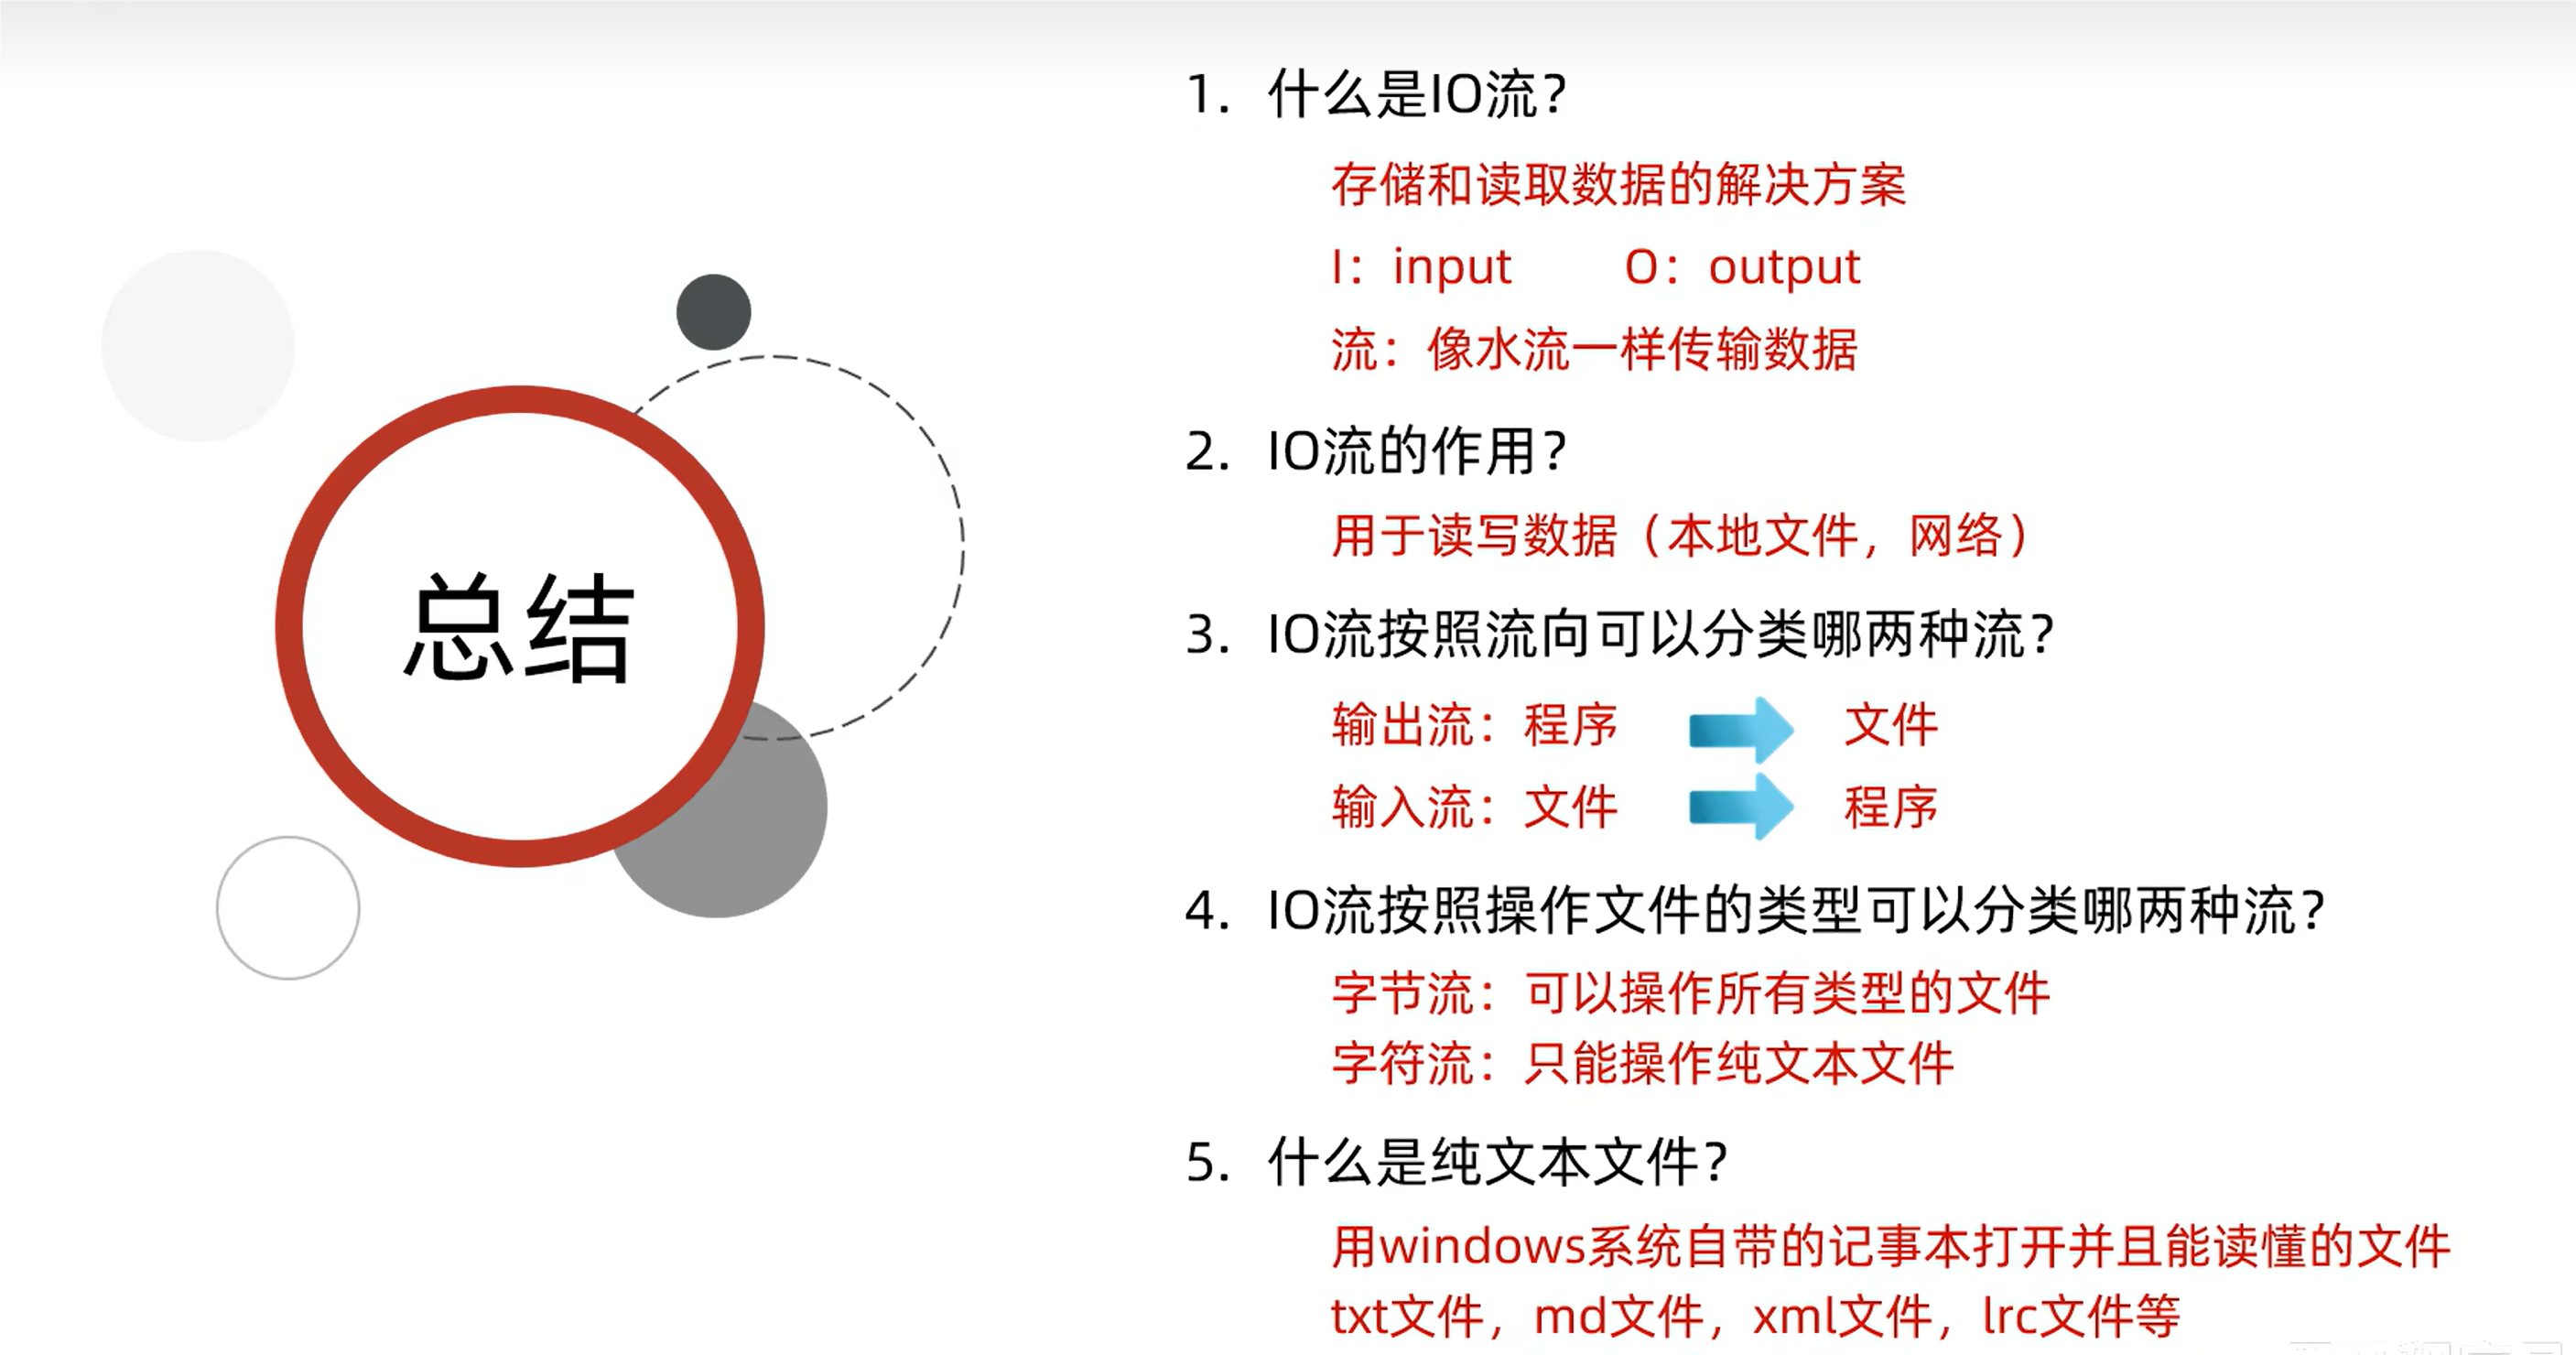 总结
1. 什么是IO流？
存储和读取数据的解决方案
I：input O：output
流：像水流一样传输数据
2. IO流的作用？
用于读写数据（本地文件，网络）
3. IO流按照流向可以分类哪两种流？
输出流：程序 文件
输入流：文件 程序
4. IO流按照操作文件的类型可以分类哪两种流？
字节流：可以操作所有类型的文件
字符流：只能操作纯文本文件
5. 什么是纯文本文件？
用windows系统自带的记事本打开并且能读懂的文件
txt文件，md文件，xml文件，lrc文件等